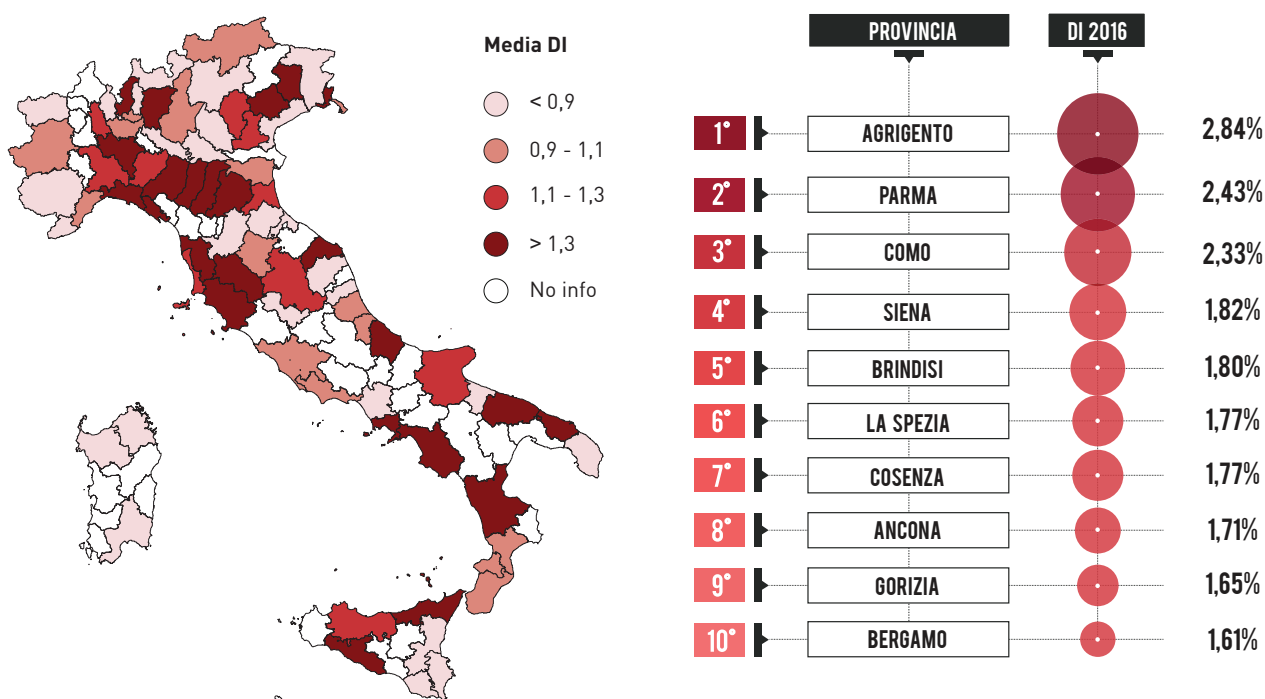 Media DI
< 0,9
0,9 - 1,1
1,1 - 1,3
> 1,3
No info
PROVINCIA DI 2016
1° AGRIGENTO 2,84%
2° PARMA 2,43%
3° COMO 2,33%
4° SIENA 1,82%
5° BRINDISI 1,80%
6° LA SPEZIA 1,77%
7° COSENZA 1,77%
8° ANCONA 1,71%
9° GORIZIA 1,65%
10° BERGAMO 1,61%